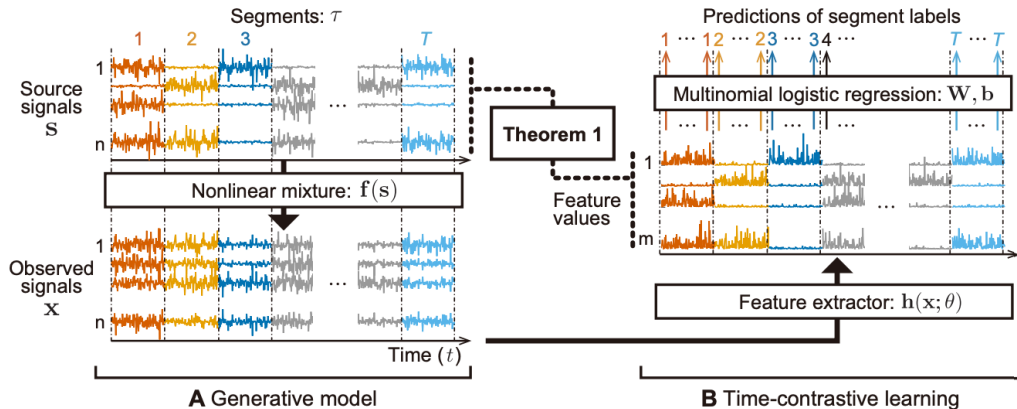 Segments: τ
1 2 3 T
Source signals s
1
n
...
Nonlinear mixture: f(s)
Observed signals x
1
n
...
Time (t)
A Generative model
Theorem 1
Feature values
Predictions of segment labels
1 ... 1 2 ... 2 3 ... 3 4 ... T ... T
Multinomial logistic regression: W, b
... ... ... ... ...
1
m
...
Feature extractor: h(x; θ)
B Time-contrastive learning